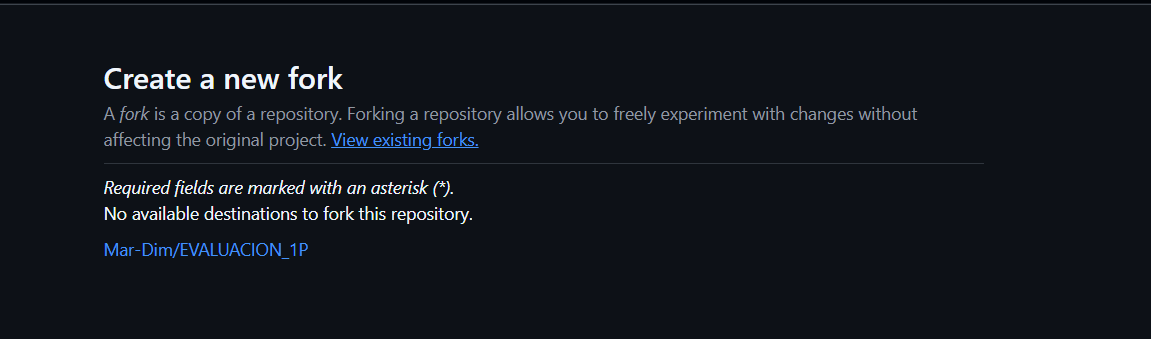 Create a new fork
A fork is a copy of a repository. Forking a repository allows you to freely experiment with changes without
affecting the original project. View existing forks.
Required fields are marked with an asterisk (*).
No available destinations to fork this repository.
Mar-Dim/EVALUACION_1P